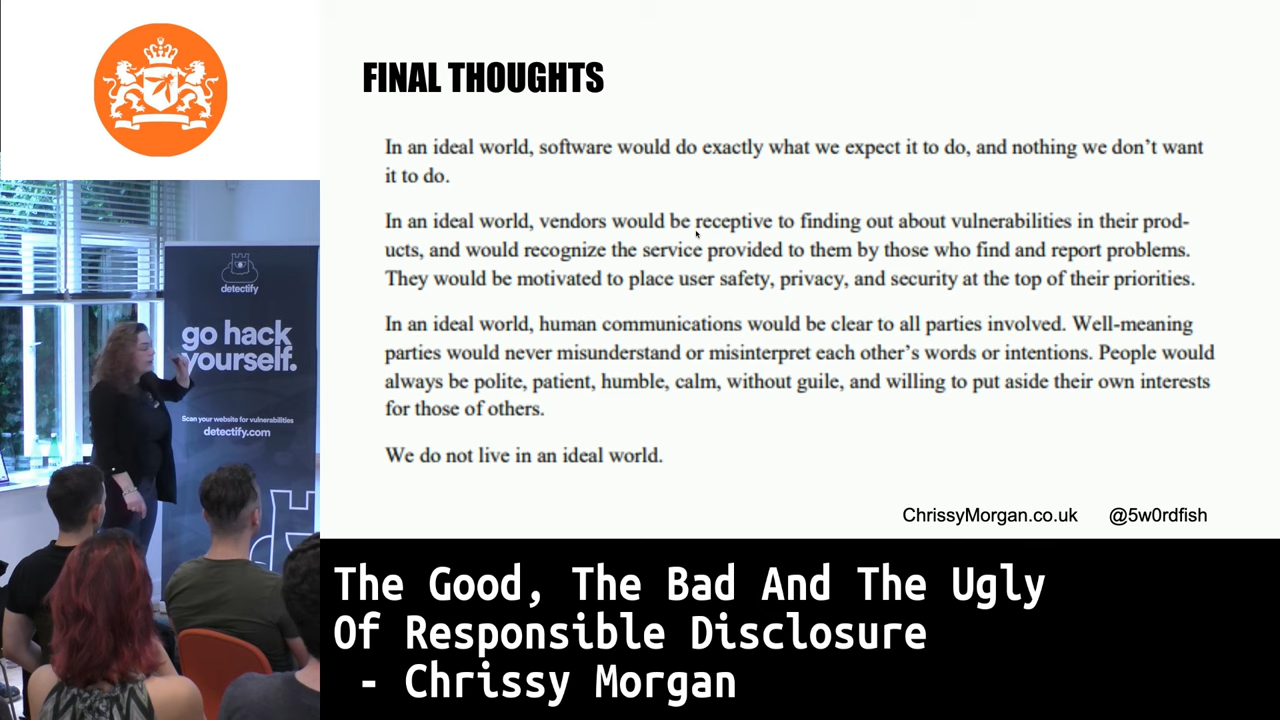 FINAL THOUGHTS
In an ideal world, software would do exactly what we expect it to do, and nothing we don't want
it to do.
In an ideal world, vendors would be receptive to finding out about vulnerabilities in their prod-
ucts, and would recognize the service provided to them by those who find and report problems.
They would be motivated to place user safety, privacy, and security at the top of their priorities.
In an ideal world, human communications would be clear to all parties involved. Well-meaning
parties would never misunderstand or misinterpret each other's words or intentions. People would
always be polite, patient, humble, calm, without guile, and willing to put aside their own interests
for those of others.
We do not live in an ideal world.
ChrissyMorgan.co.uk @5w0rdfish
detectify
go hack
yourself.
Scan your website for vulnerabilities
detectify.com
The Good, The Bad And The Ugly
Of Responsible Disclosure
- Chrissy Morgan